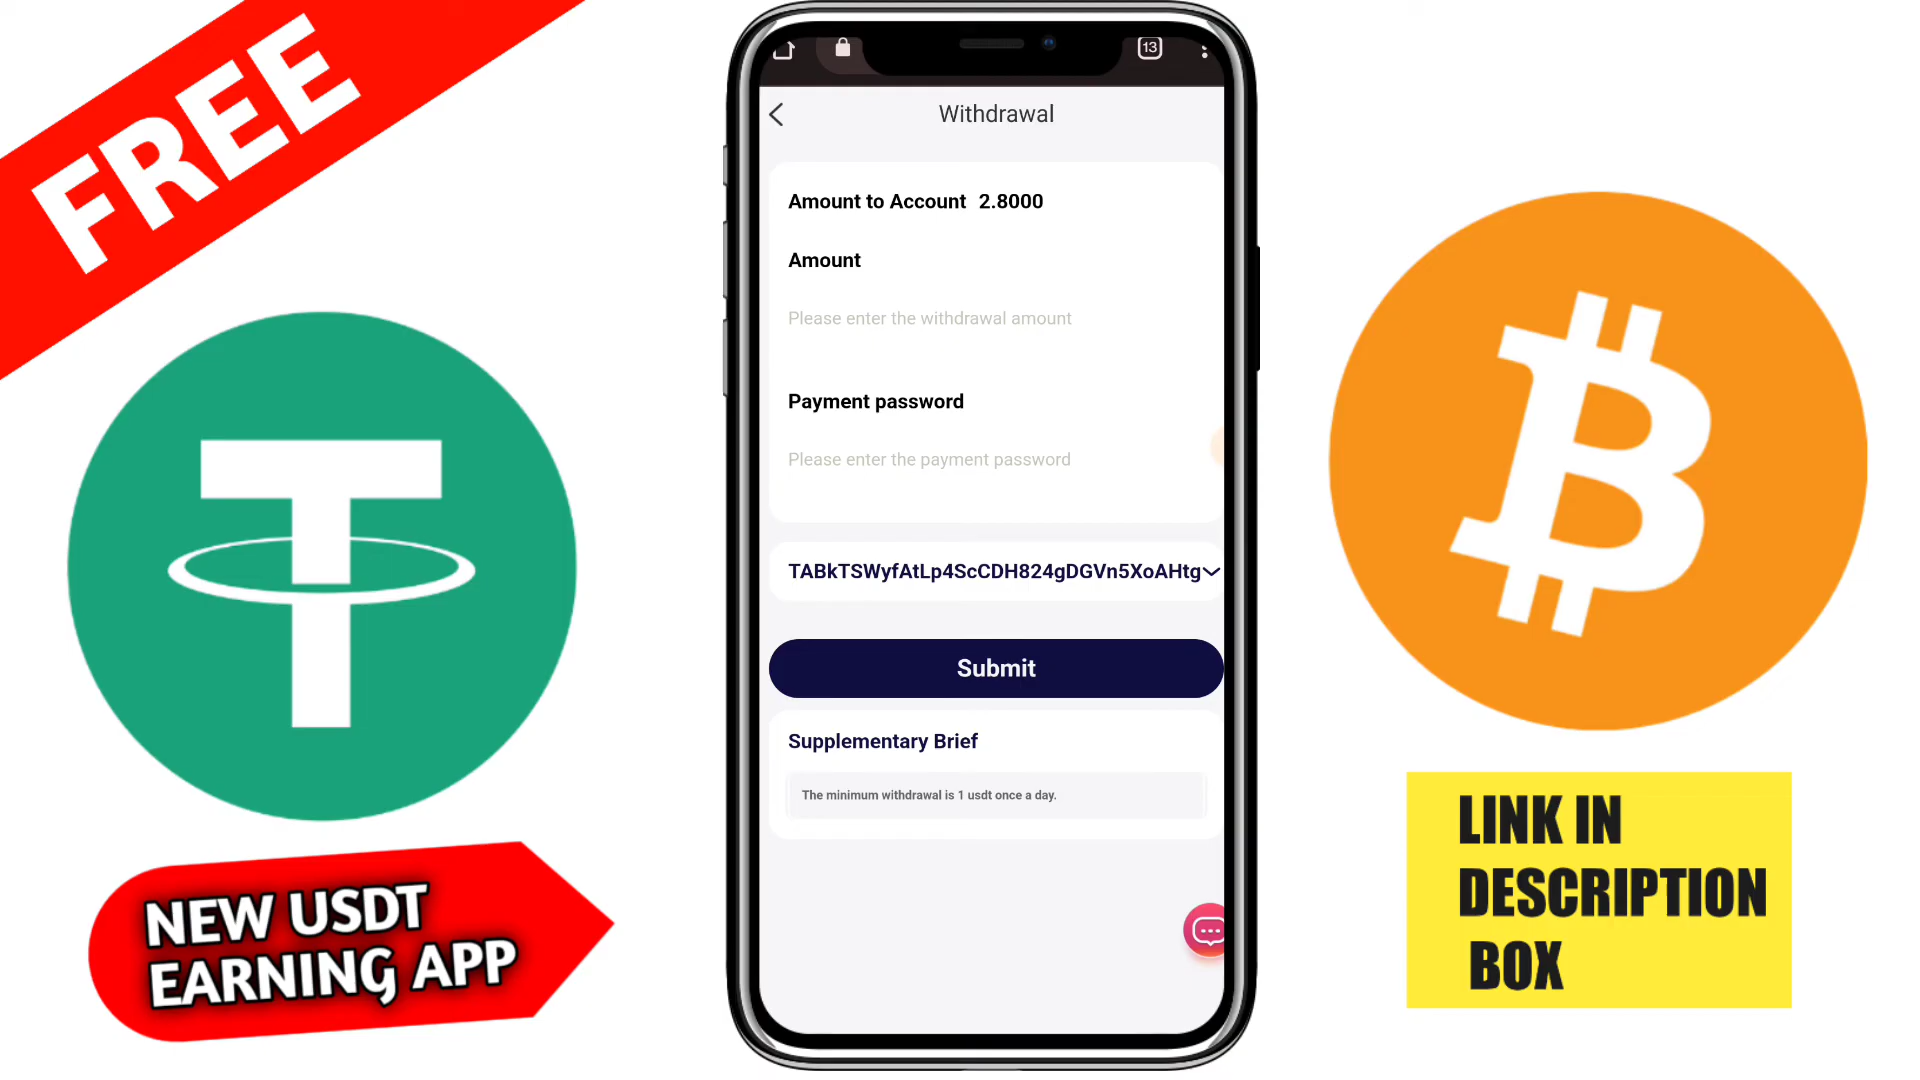 FREE
13
Withdrawal
Amount to Account 2.8000
Amount
Please enter the withdrawal amount
Payment password
Please enter the payment password
TABkTSWyfAtLp4ScCDH824gDGVn5XoAHtg
Submit
Supplementary Brief
The minimum withdrawal is 1 usdt once a day.
NEW USDT
EARNING APP
LINK IN
DESCRIPTION
BOX